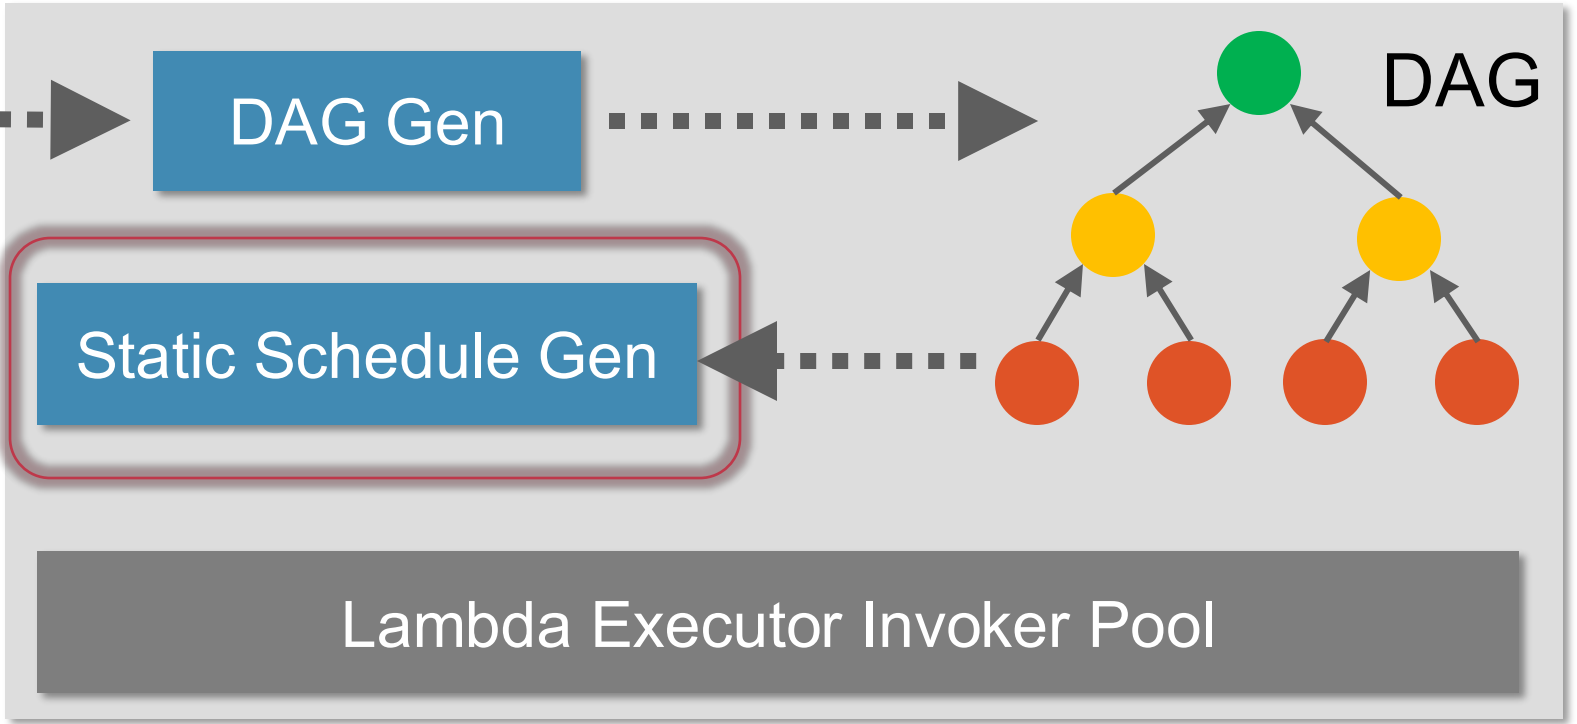 DAG Gen
DAG
Static Schedule Gen
Lambda Executor Invoker Pool